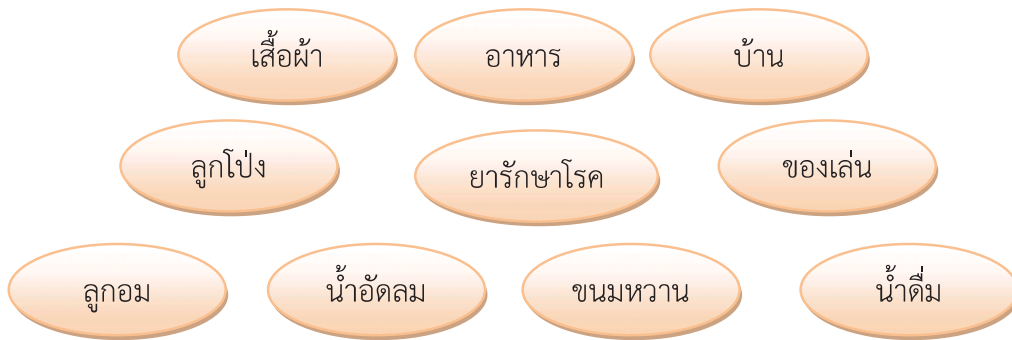 เสื้อผ้า อาหาร บ้าน
ลูกโป่ง ยารักษาโรค ของเล่น
ลูกอม น้ำอัดลม ขนมหวาน น้ำดื่ม